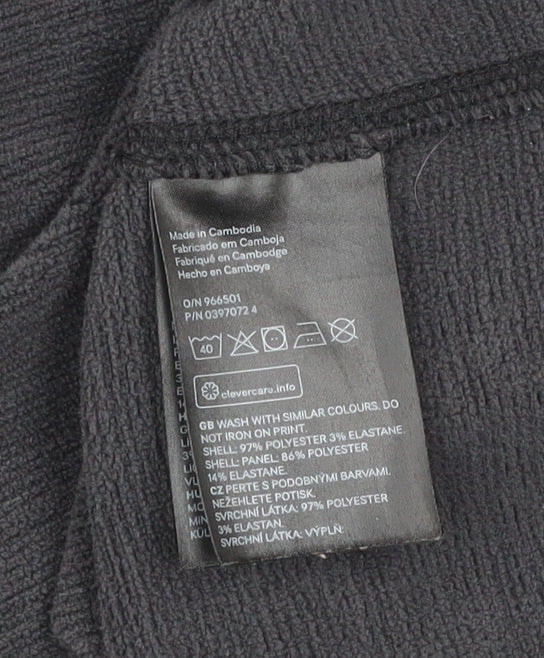 Made in Cambodia
Fabricado em Camboja
Fabriqué en Cambodge
Hecho en Camboya
O/N 966501
P/N 0397072 4
40
clevercare.info
GB WASH WITH SIMILAR COLOURS. DO
NOT IRON ON PRINT.
SHELL: 97% POLYESTER 3% ELASTANE.
SHELL: PANEL: 86% POLYESTER
14% ELASTANE.
CZ PERTE S PODOBNÝMI BARVAMI.
NEŽEHLETE POTISK.
SVRCHNÍ LÁTKA: 97% POLYESTER
3% ELASTAN.
SVRCHNÍ LÁTKA: VÝPLŇ: